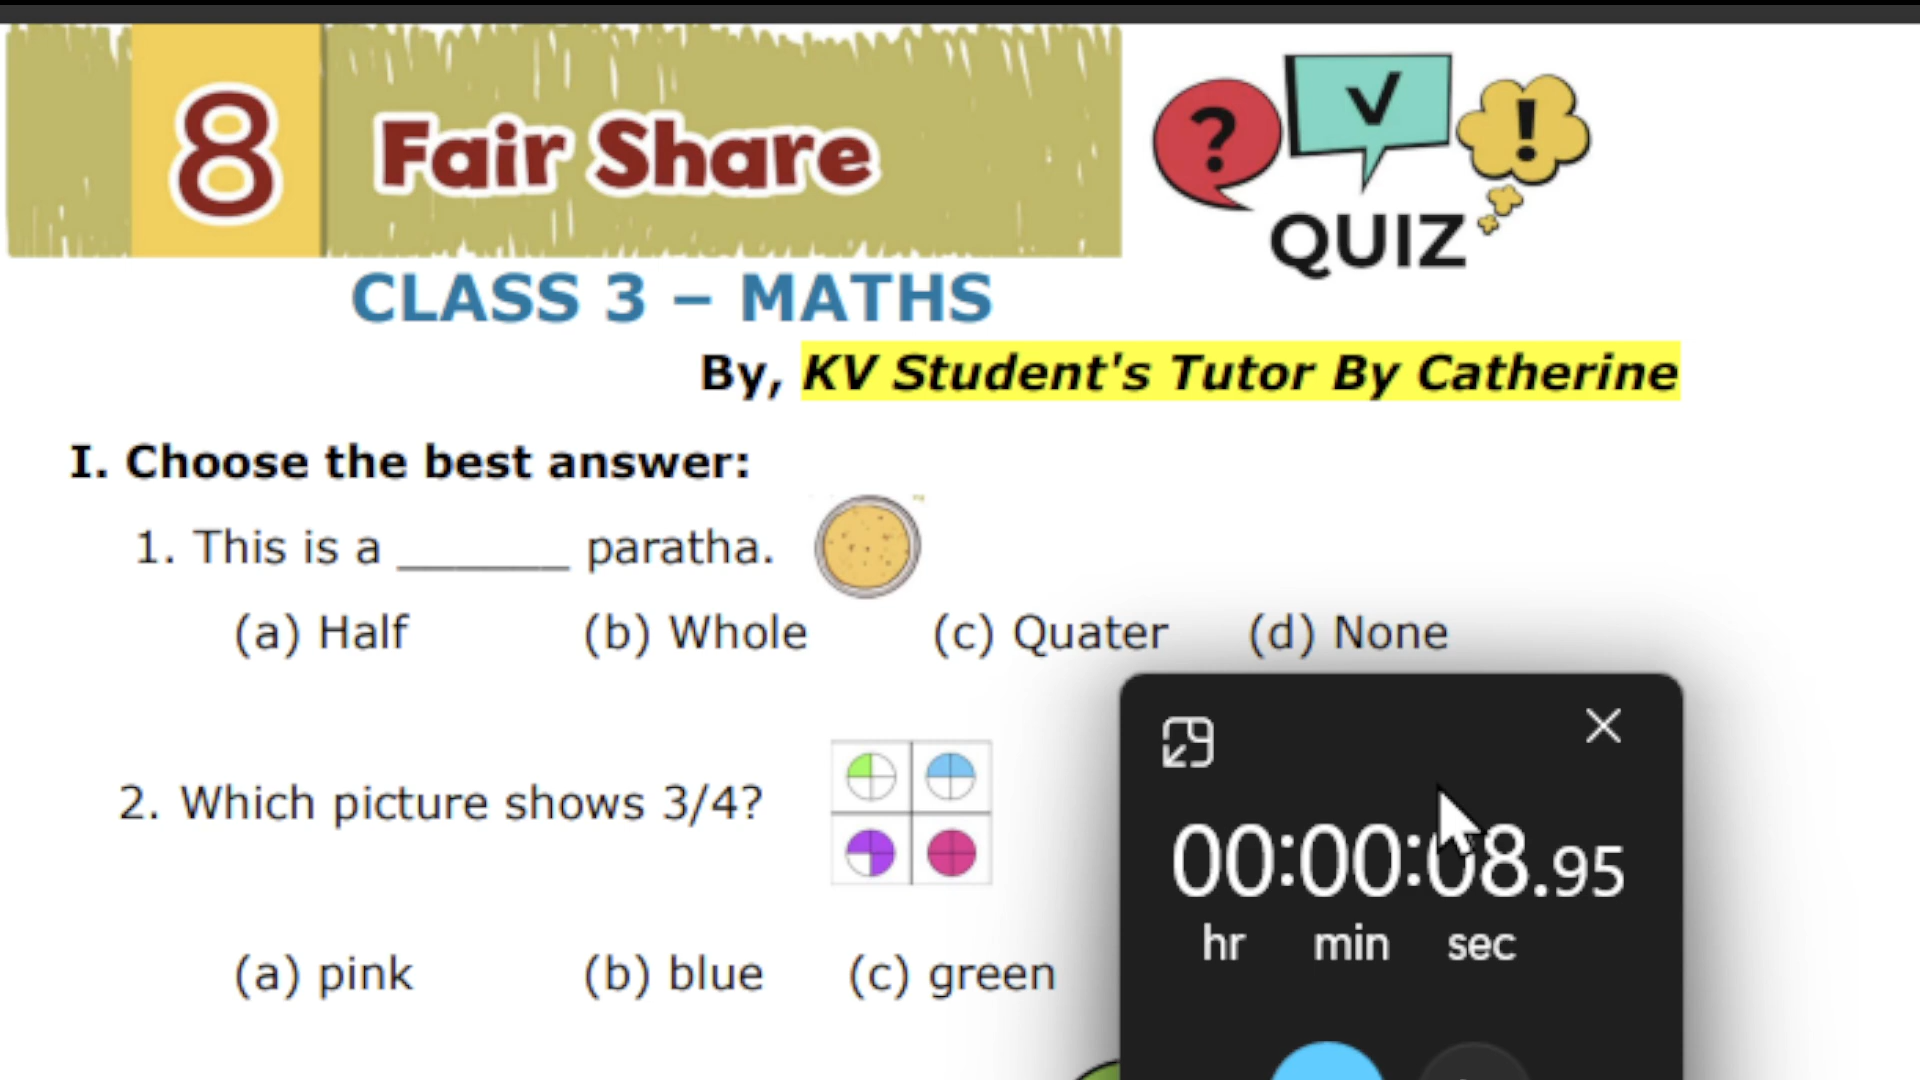 8 Fair Share
? √ !
QUIZ
CLASS 3 – MATHS
By, KV Student's Tutor By Catherine
I. Choose the best answer:
1. This is a _______ paratha.
(a) Half (b) Whole (c) Quater (d) None
2. Which picture shows 3/4?
(a) pink (b) blue (c) green
00:00:08.95
hr min sec